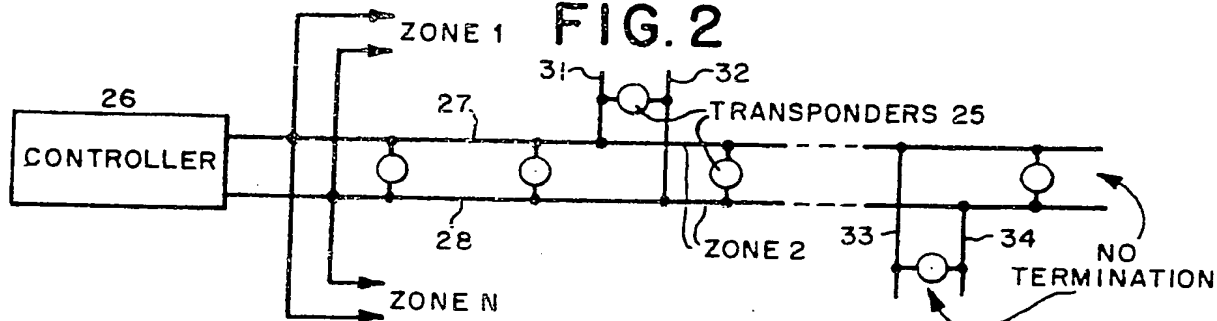 FIG. 2
ZONE 1
31
32
26
27
TRANSPONDERS 25
CONTROLLER
28
ZONE 2
33
34
NO
TERMINATION
ZONE N